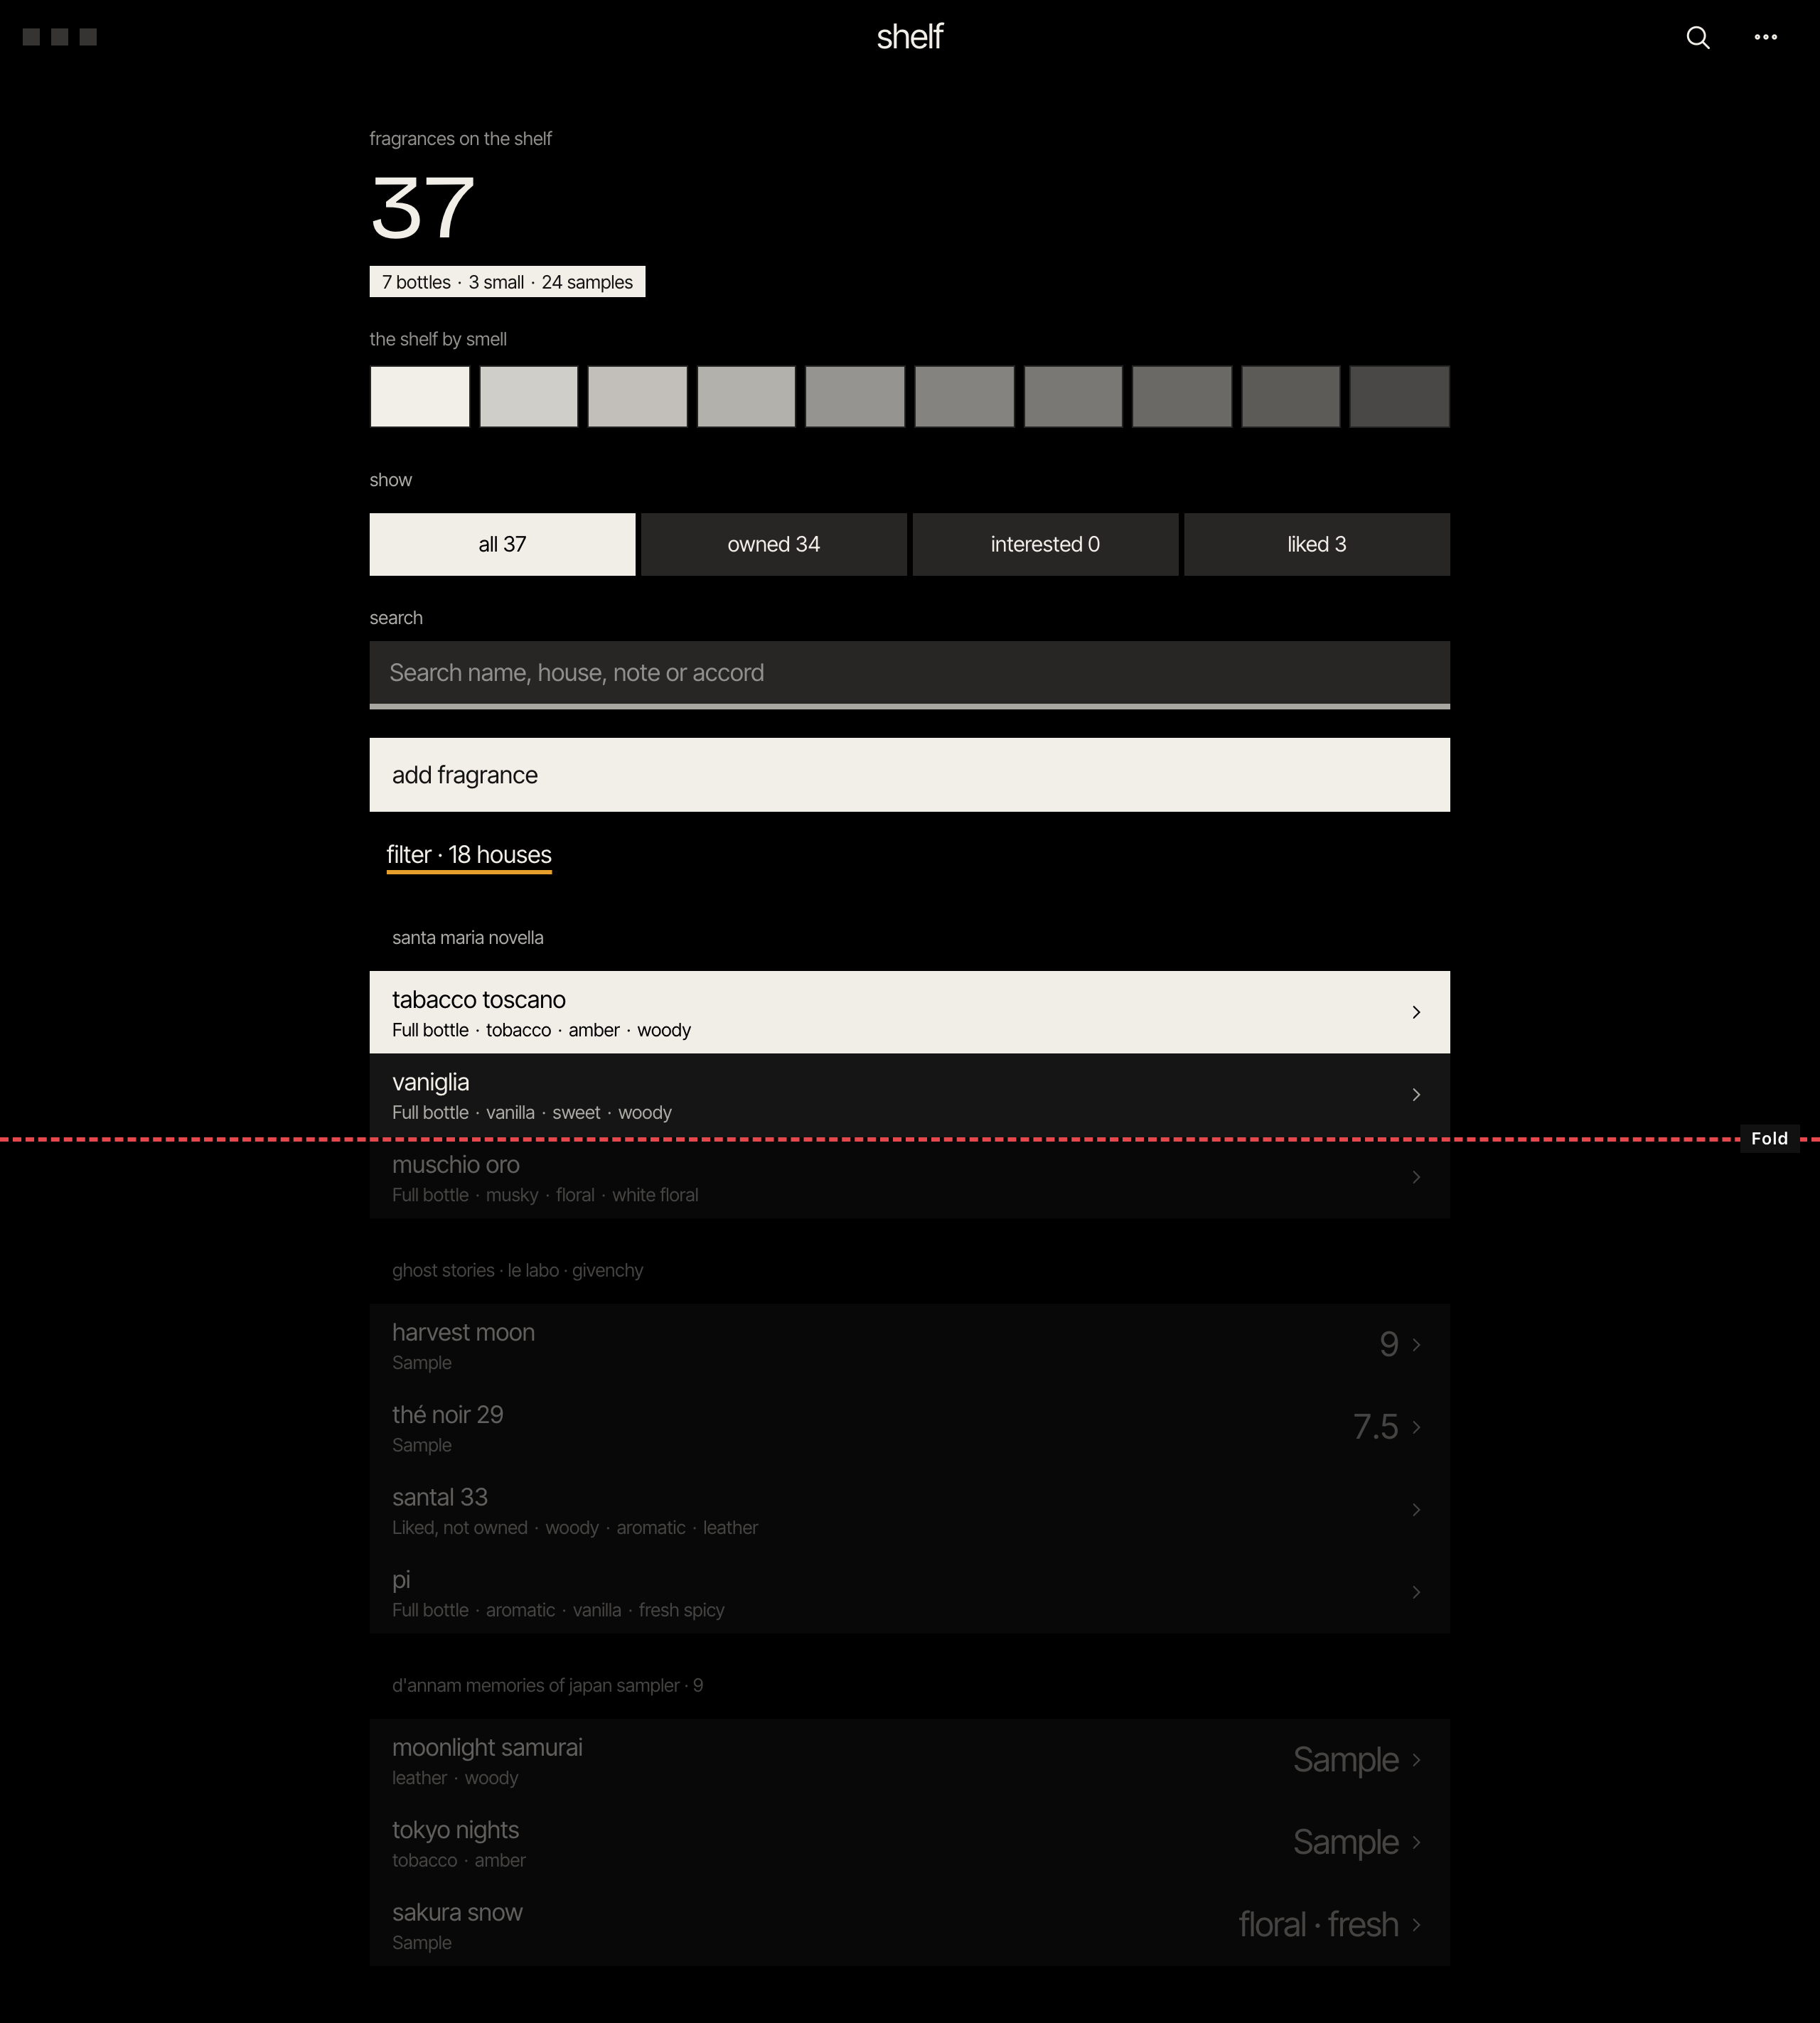 shelf
fragrances on the shelf
37
7 bottles · 3 small · 24 samples
the shelf by smell
show
all 37
owned 34
interested 0
liked 3
search
Search name, house, note or accord
add fragrance
filter · 18 houses
santa maria novella
tabacco toscano
Full bottle · tobacco · amber · woody
vaniglia
Full bottle · vanilla · sweet · woody
Fold
muschio oro
Full bottle · musky · floral · white floral
ghost stories · le labo · givenchy
harvest moon
Sample
9
thé noir 29
Sample
7.5
santal 33
Liked, not owned · woody · aromatic · leather
pi
Full bottle · aromatic · vanilla · fresh spicy
d'annam memories of japan sampler · 9
moonlight samurai
leather · woody
Sample
tokyo nights
tobacco · amber
Sample
sakura snow
Sample
floral · fresh